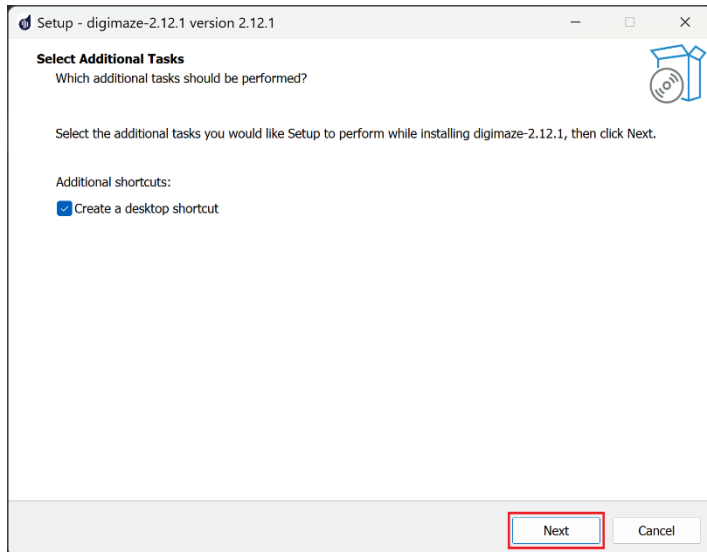 Setup - digimaze-2.12.1 version 2.12.1
Select Additional Tasks
Which additional tasks should be performed?
Select the additional tasks you would like Setup to perform while installing digimaze-2.12.1, then click Next.
Additional shortcuts:
Create a desktop shortcut
Next
Cancel